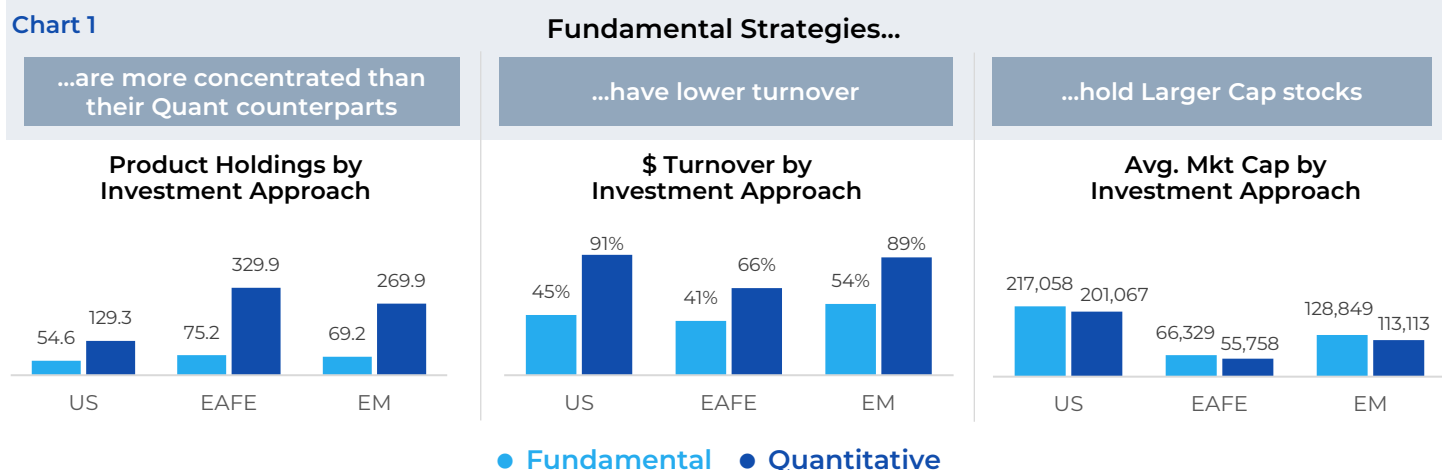 Chart 1
Fundamental Strategies...
...are more concentrated than
their Quant counterparts
...have lower turnover
...hold Larger Cap stocks
Product Holdings by
Investment Approach
54.6
129.3
75.2
329.9
69.2
269.9
US
EAFE
EM
$ Turnover by
Investment Approach
45%
91%
41%
66%
54%
89%
US
EAFE
EM
Avg. Mkt Cap by
Investment Approach
217,058
201,067
66,329
55,758
128,849
113,113
US
EAFE
EM
Fundamental
Quantitative